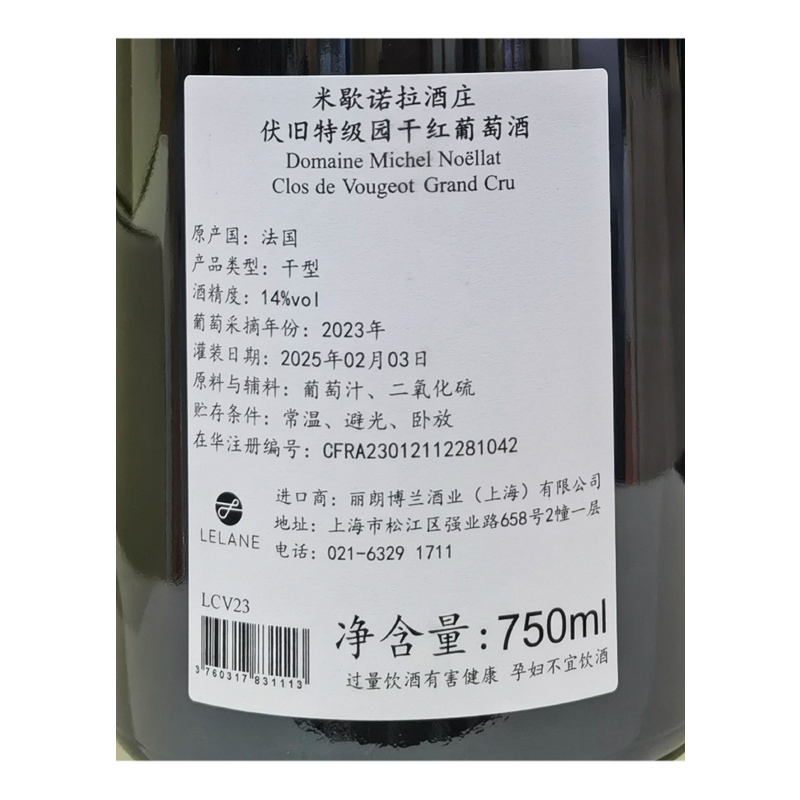 米歇诺拉酒庄
伏旧特级园干红葡萄酒
Domaine Michel Noëllat
Clos de Vougeot Grand Cru
原产国：法国
产品类型：干型
酒精度：14%vol
葡萄采摘年份：2023年
灌装日期：2025年02月03日
原料与辅料：葡萄汁、二氧化硫
贮存条件：常温、避光、卧放
在华注册编号：CFRA23012112281042
进口商：丽朗博兰酒业（上海）有限公司
地址：上海市松江区强业路658号2幢一层
电话：021-6329 1711
LELANE
LCV23
净含量:750ml
3 760317 831113
过量饮酒有害健康 孕妇不宜饮酒